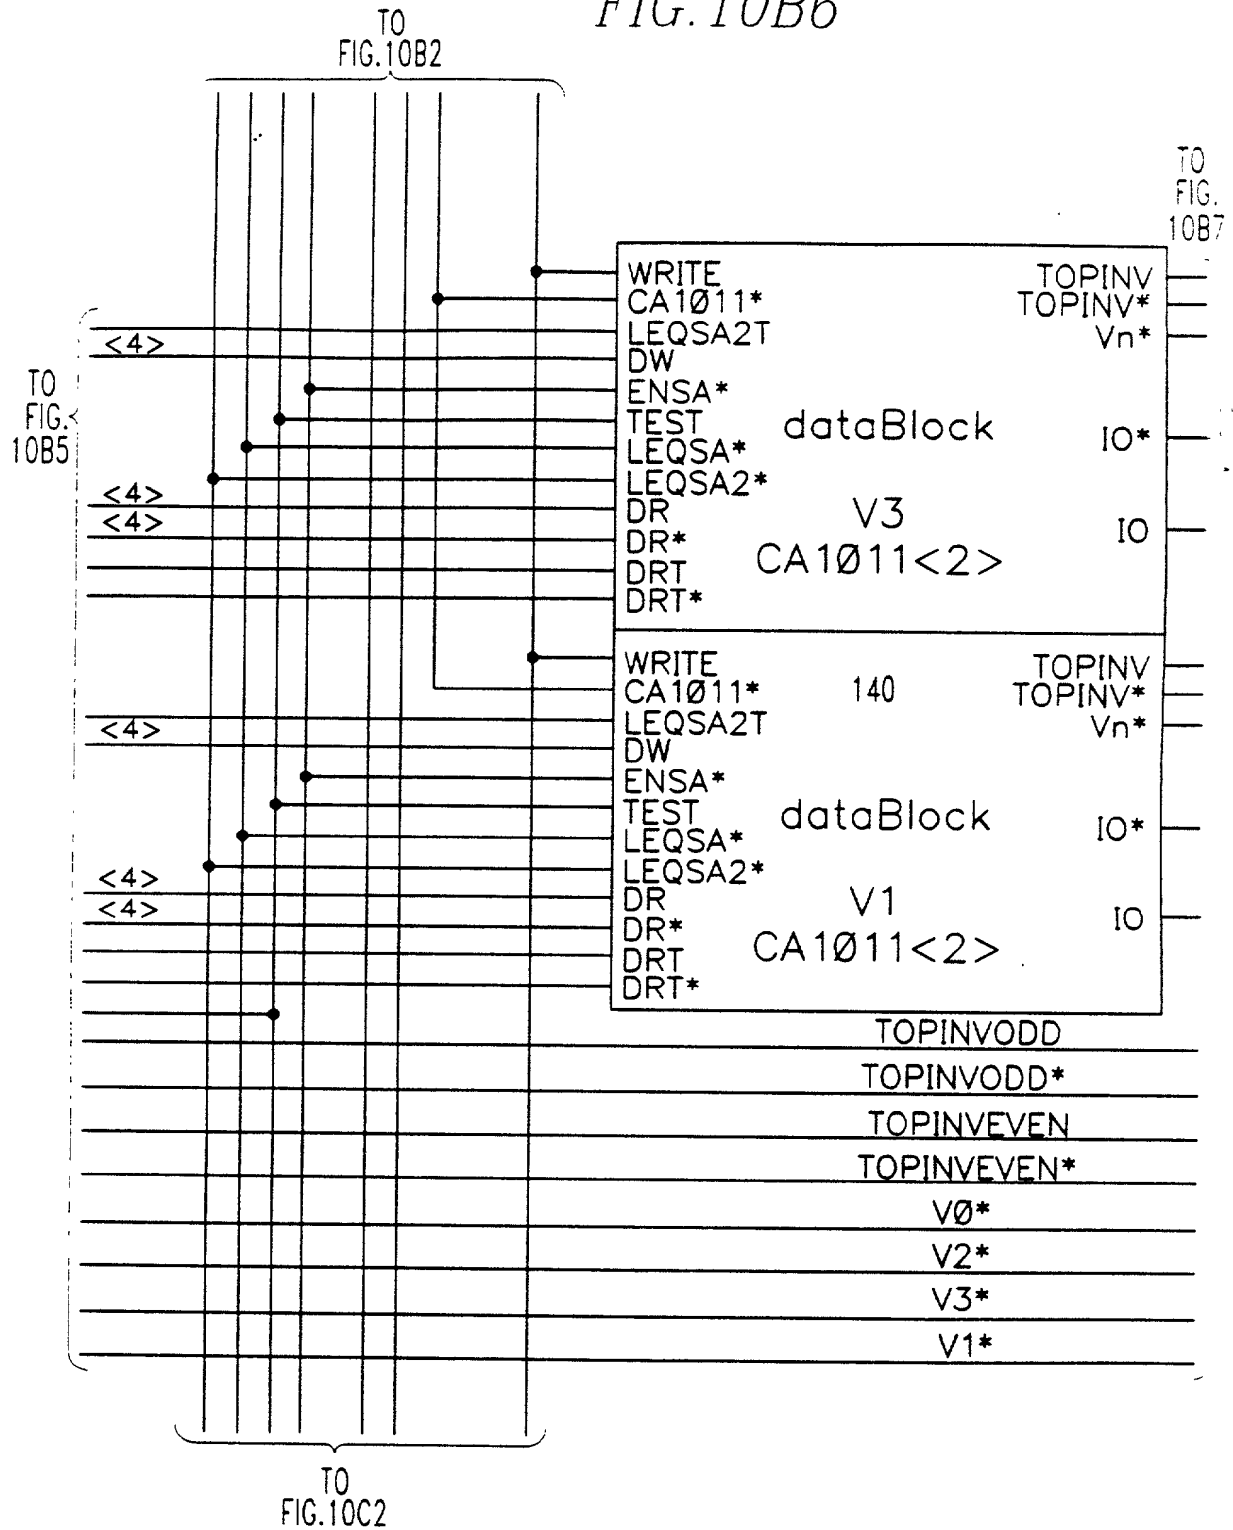 FIG.10B6
TO
FIG.10B2
TO
FIG.
10B7
TO
FIG.
10B5
WRITE
CA1Ø11*
LEQSA2T
<4>
DW
ENSA*
TEST
LEQSA*
LEQSA2*
<4>
DR
<4>
DR*
DRT
DRT*
dataBlock
V3
CA1Ø11<2>
TOPINV
TOPINV*
Vn*
IO*
IO
WRITE
CA1Ø11*
LEQSA2T
<4>
DW
ENSA*
TEST
LEQSA*
LEQSA2*
<4>
DR
<4>
DR*
DRT
DRT*
140
dataBlock
V1
CA1Ø11<2>
TOPINV
TOPINV*
Vn*
IO*
IO
TOPINVODD
TOPINVODD*
TOPINVEVEN
TOPINVEVEN*
VØ*
V2*
V3*
V1*
TO
FIG.10C2